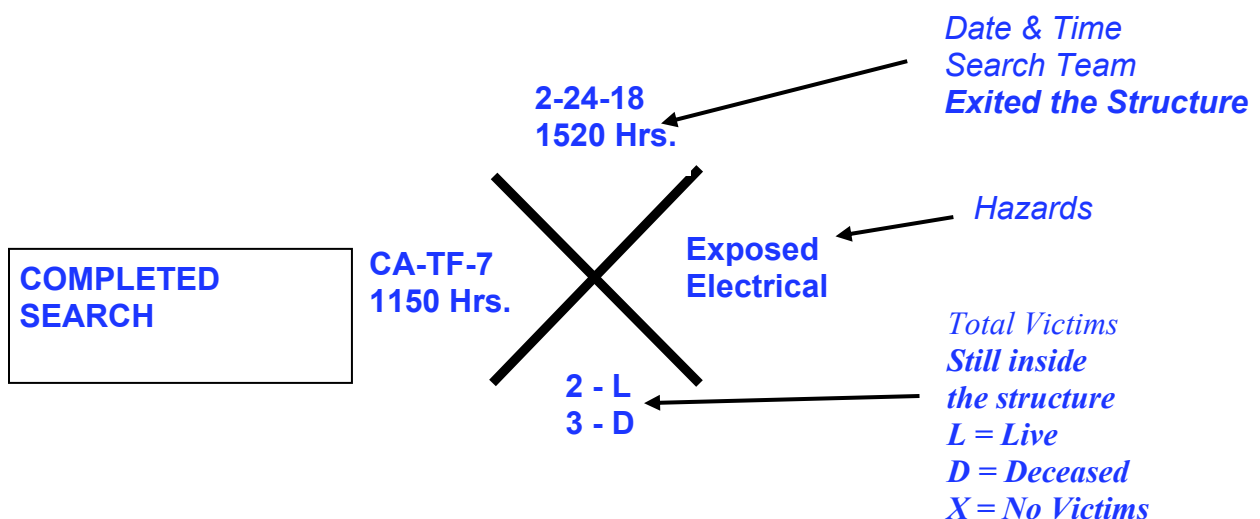 Date & Time
Search Team
Exited the Structure
2-24-18
1520 Hrs.
Hazards
COMPLETED
SEARCH
CA-TF-7
1150 Hrs.
Exposed
Electrical
2 - L
3 - D
Total Victims
Still inside
the structure
L = Live
D = Deceased
X = No Victims